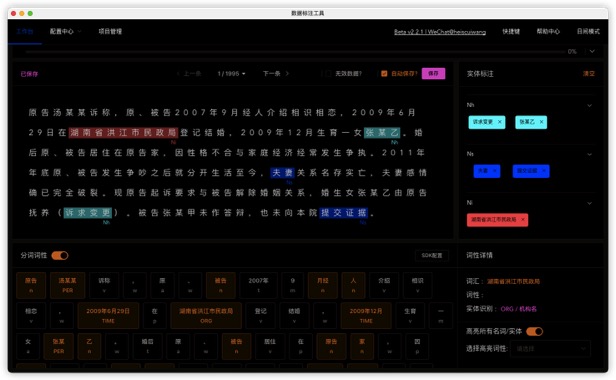 数据标注工具
工作台 配置中心 项目管理 Beta v2.2.1 | WeChat@heiscuiwang 快捷键 帮助中心 日间模式
0%
已保存 上一条 1 / 1995 下一条 无效数据? 自动保存? 保存
原告汤某某诉称，原、被告2007年9月经人介绍相识相恋，2009年6月
29日在湖南省洪江市民政局登记结婚，2009年12月生育一女张某乙。婚
Ni Nh
后原、被告居住在原告家，因性格不合与家庭经济经常发生争执。2011年
年底原、被告发生争吵之后就分开生活至今，夫妻关系名存实亡，夫妻感情
确已完全破裂。现原告起诉要求与被告解除婚姻关系，婚生女张某乙由原告
抚养（诉求变更）。被告张某甲未作答辩，也未向本院提交证据。
Nh
实体标注 清空
Nh
诉求变更 × 张某乙 ×
Ns
夫妻 × 提交证据 ×
Ni
湖南省洪江市民政局 ×
分词词性 SDK配置
原告 汤某某 诉称 ， 原 、 被告 2007年 9 月经 人 介绍 相识
n PER v w a w n t m n n v v
相恋 ， 2009年6月29日 在 湖南省洪江市民政局 登记 结婚 ， 2009年12月 生育 一
v w TIME p ORG v v w TIME v m
女 张某 乙 。 婚后 原 、 被告 居住 在 原告 家 ， 因
a PER n w t a w n v p n n w p
词性详情
词汇： 湖南省洪江市民政局
词性：
实体识别： ORG / 机构名
高亮所有名词/实体
选择高亮词性： 请选择